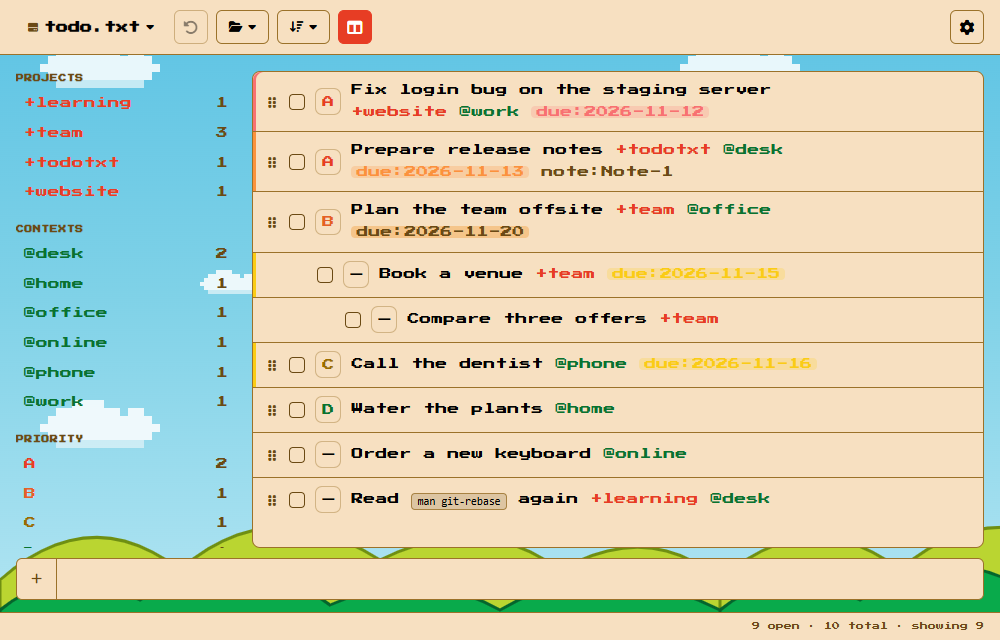 todo.txt
PROJECTS
+learning 1
+team 3
+todotxt 1
+website 1
CONTEXTS
@desk 2
@home 1
@office 1
@online 1
@phone 1
@work 1
PRIORITY
A 2
B 1
C 1
A Fix login bug on the staging server
+website @work due:2026-11-12
A Prepare release notes +todotxt @desk
due:2026-11-13 note:Note-1
B Plan the team offsite +team @office
due:2026-11-20
— Book a venue +team due:2026-11-15
— Compare three offers +team
C Call the dentist @phone due:2026-11-16
D Water the plants @home
— Order a new keyboard @online
— Read man git-rebase again +learning @desk
+
9 open · 10 total · showing 9